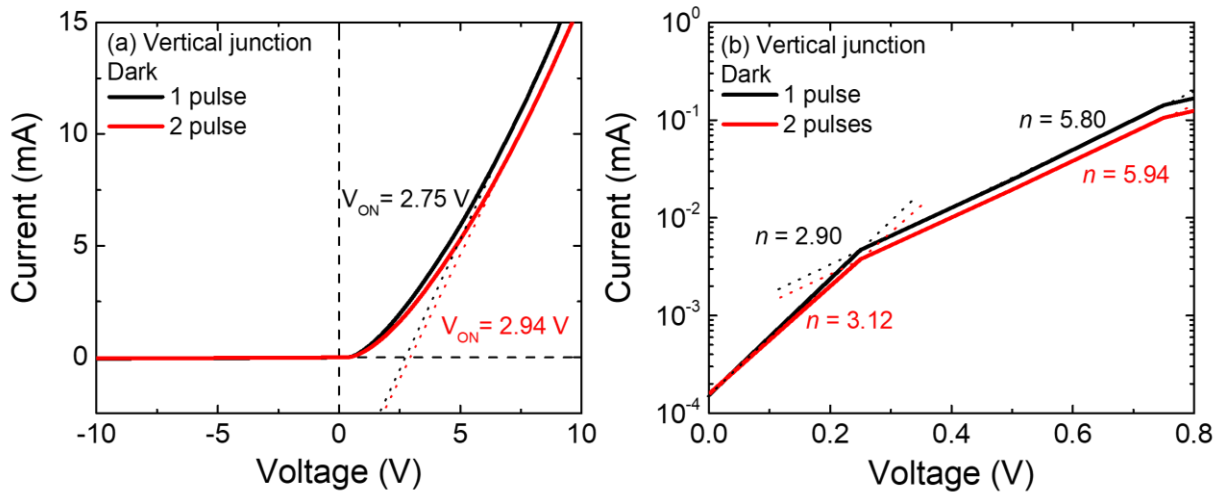 (a) Vertical junction
Dark
1 pulse
2 pulse
V_ON = 2.75 V
V_ON = 2.94 V
15
10
5
0
-10
-5
0
5
10
Current (mA)
Voltage (V)
(b) Vertical junction
Dark
1 pulse
2 pulses
n = 5.80
n = 5.94
n = 2.90
n = 3.12
10^0
10^-1
10^-2
10^-3
10^-4
0.0
0.2
0.4
0.6
0.8
Current (mA)
Voltage (V)